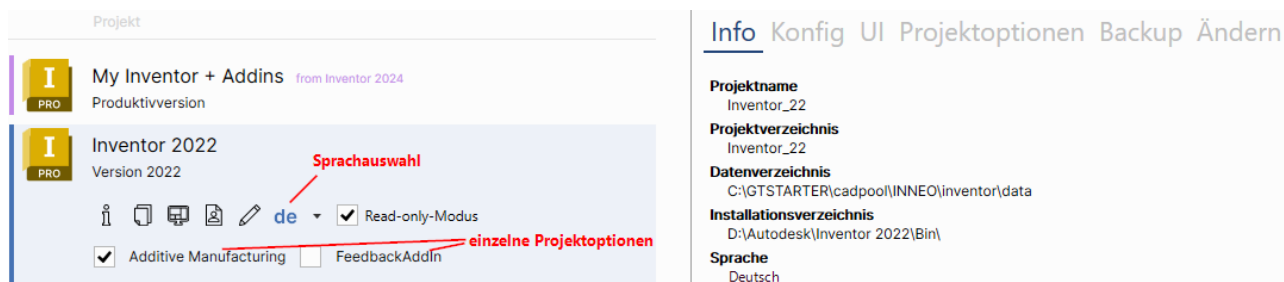 Projekt
I
PRO
My Inventor + Addins from Inventor 2024
Produktivversion
I
PRO
Inventor 2022
Version 2022
Sprachauswahl
de Read-only-Modus
einzelne Projektoptionen
Additive Manufacturing FeedbackAddIn
Info Konfig UI Projektoptionen Backup Ändern
Projektname
Inventor_22
Projektverzeichnis
Inventor_22
Datenverzeichnis
C:\GTSTARTER\cadpool\INNEO\inventor\data
Installationsverzeichnis
D:\Autodesk\Inventor 2022\Bin\
Sprache
Deutsch